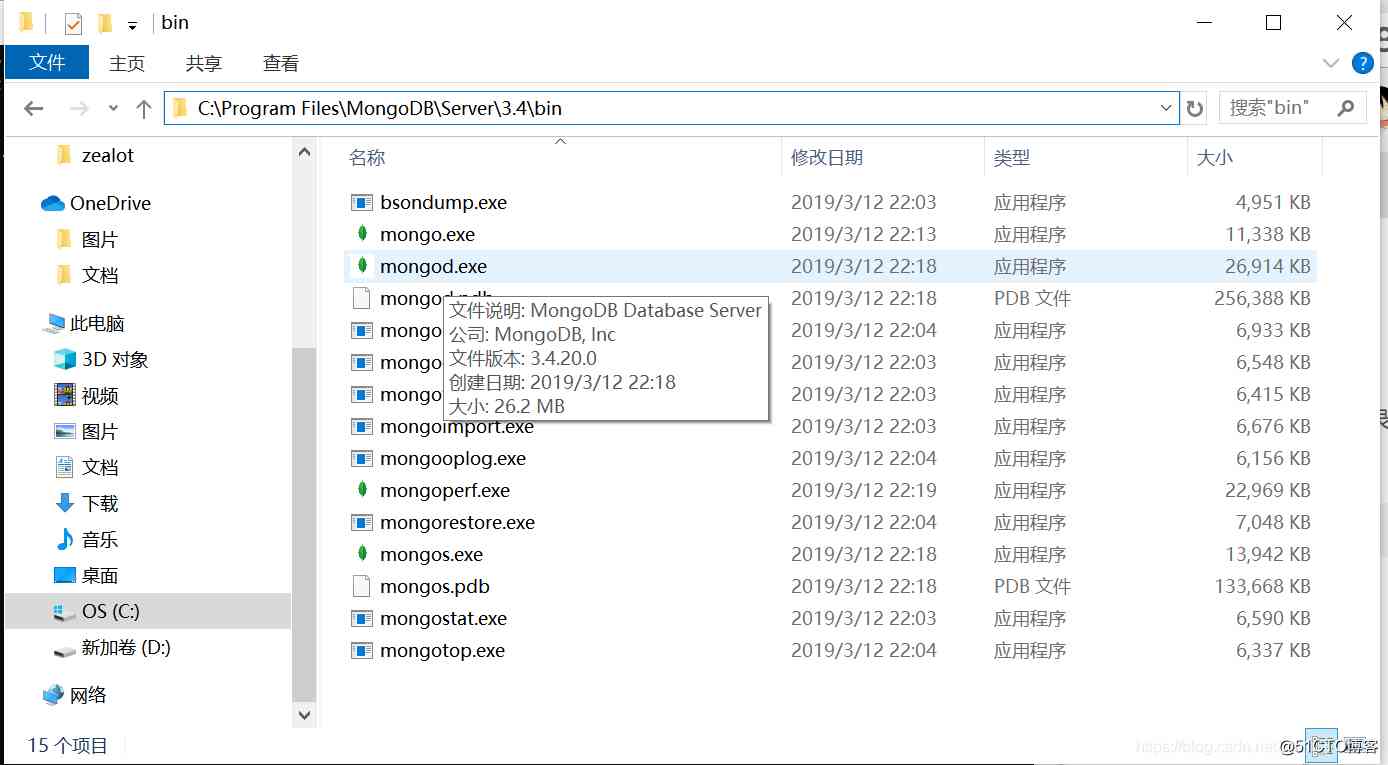 bin
文件 主页 共享 查看
C:\Program Files\MongoDB\Server\3.4\bin 搜索"bin"
zealot
OneDrive
图片
文档
此电脑
3D 对象
视频
图片
文档
下载
音乐
桌面
OS (C:)
新加卷 (D:)
网络
名称 修改日期 类型 大小
bsondump.exe 2019/3/12 22:03 应用程序 4,951 KB
mongo.exe 2019/3/12 22:13 应用程序 11,338 KB
mongod.exe 2019/3/12 22:18 应用程序 26,914 KB
2019/3/12 22:18 PDB 文件 256,388 KB
2019/3/12 22:04 应用程序 6,933 KB
2019/3/12 22:03 应用程序 6,548 KB
2019/3/12 22:03 应用程序 6,415 KB
mongoimport.exe 2019/3/12 22:03 应用程序 6,676 KB
mongooplog.exe 2019/3/12 22:04 应用程序 6,156 KB
mongoperf.exe 2019/3/12 22:19 应用程序 22,969 KB
mongorestore.exe 2019/3/12 22:04 应用程序 7,048 KB
mongos.exe 2019/3/12 22:18 应用程序 13,942 KB
mongos.pdb 2019/3/12 22:18 PDB 文件 133,668 KB
mongostat.exe 2019/3/12 22:03 应用程序 6,590 KB
mongotop.exe 2019/3/12 22:04 应用程序 6,337 KB
文件说明: MongoDB Database Server
公司: MongoDB, Inc
文件版本: 3.4.20.0
创建日期: 2019/3/12 22:18
大小: 26.2 MB
15 个项目
@51CTO博客